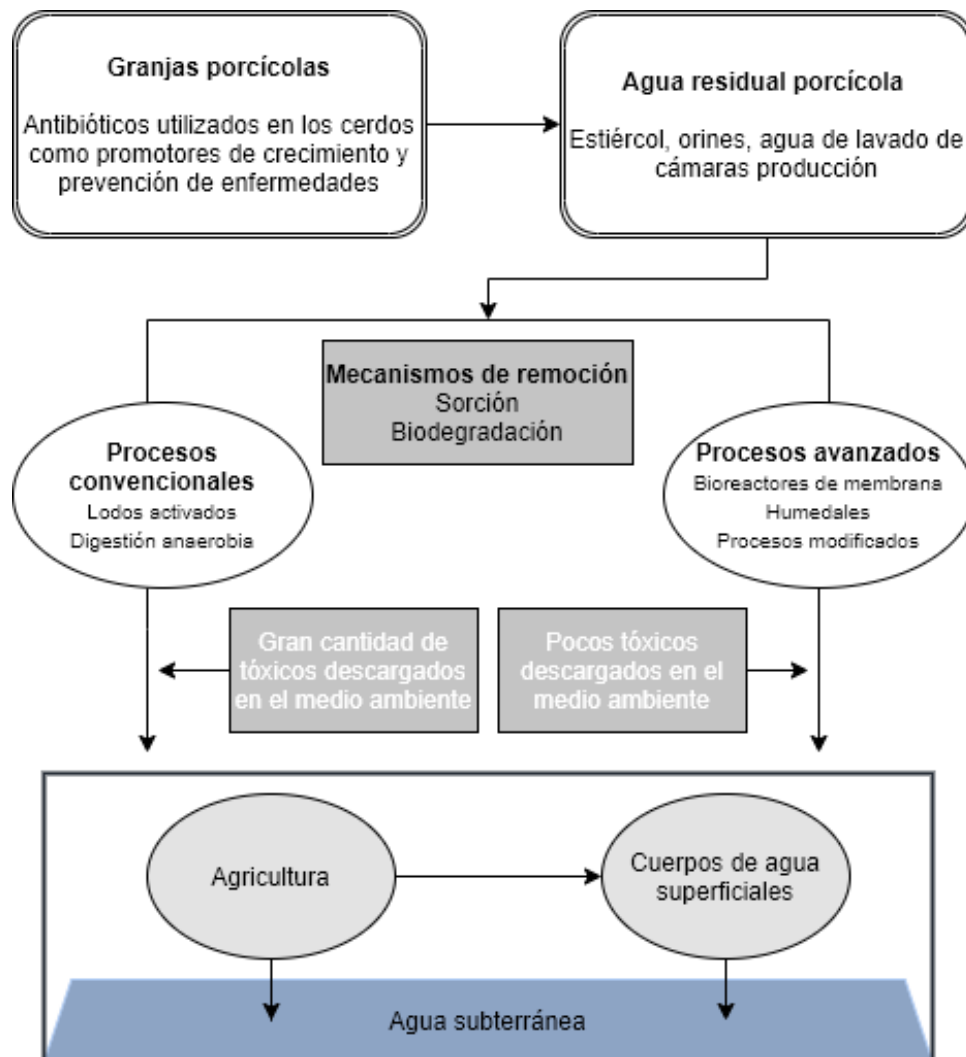 Granjas porcícolas
Antibióticos utilizados en los cerdos
como promotores de crecimiento y
prevención de enfermedades
Agua residual porcícola
Estiércol, orines, agua de lavado de
cámaras producción
Mecanismos de remoción
Sorción
Biodegradación
Procesos
convencionales
Lodos activados
Digestión anaerobia
Procesos avanzados
Bioreactores de membrana
Humedales
Procesos modificados
Gran cantidad de
tóxicos descargados
en el medio ambiente
Pocos tóxicos
descargados en el
medio ambiente
Agricultura
Cuerpos de agua
superficiales
Agua subterránea